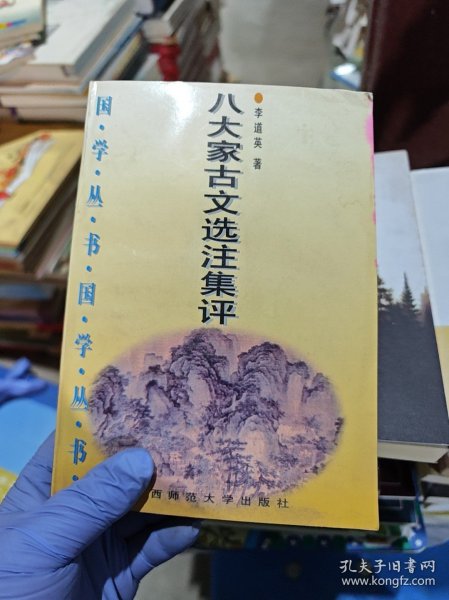 国·学·丛·书·国·学·丛·书·
八大家古文选注集评
李道英 著
西师范大学出版社
孔夫子旧书网
www.kongfz.com